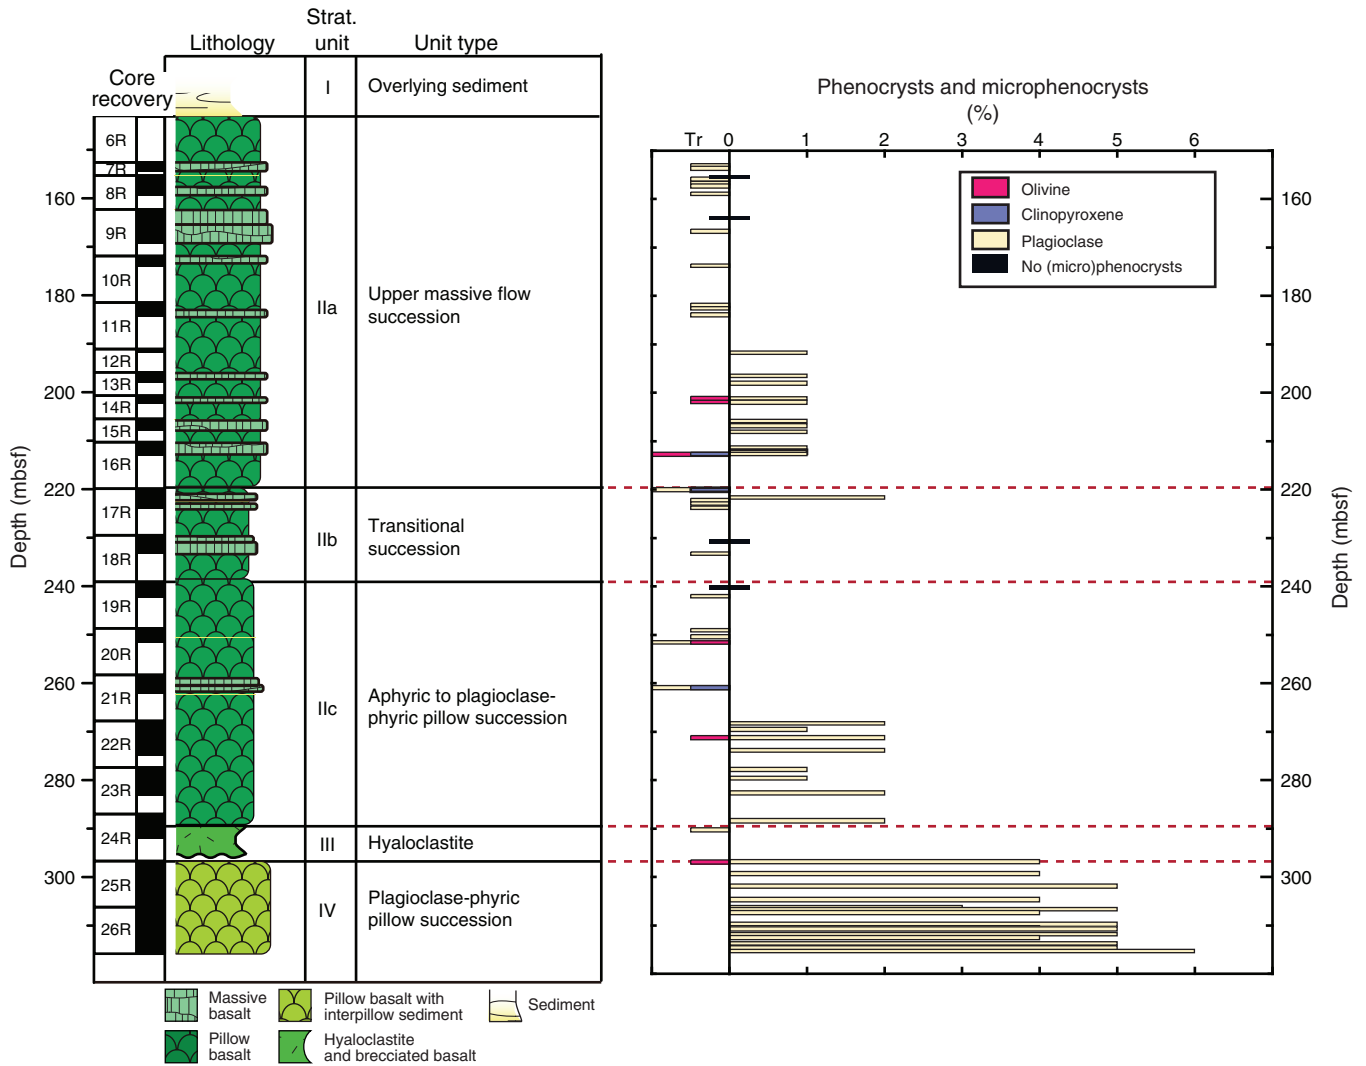 Strat.
Lithology unit Unit type
Core
recovery
I Overlying sediment
Phenocrysts and microphenocrysts
(%)
Tr 0 1 2 3 4 5 6
6R
7R
8R
9R
10R
11R
12R
13R
14R
15R
16R
17R
18R
19R
20R
21R
22R
23R
24R
25R
26R
IIa Upper massive flow
succession
IIb Transitional
succession
IIc Aphyric to plagioclase-
phyric pillow succession
III Hyaloclastite
IV Plagioclase-phyric
pillow succession
Depth (mbsf)
160
180
200
220
240
260
280
300
Olivine
Clinopyroxene
Plagioclase
No (micro)phenocrysts
160
180
200
220
240
260
280
300
Depth (mbsf)
Massive
basalt
Pillow basalt with
interpillow sediment
Sediment
Pillow
basalt
Hyaloclastite
and brecciated basalt